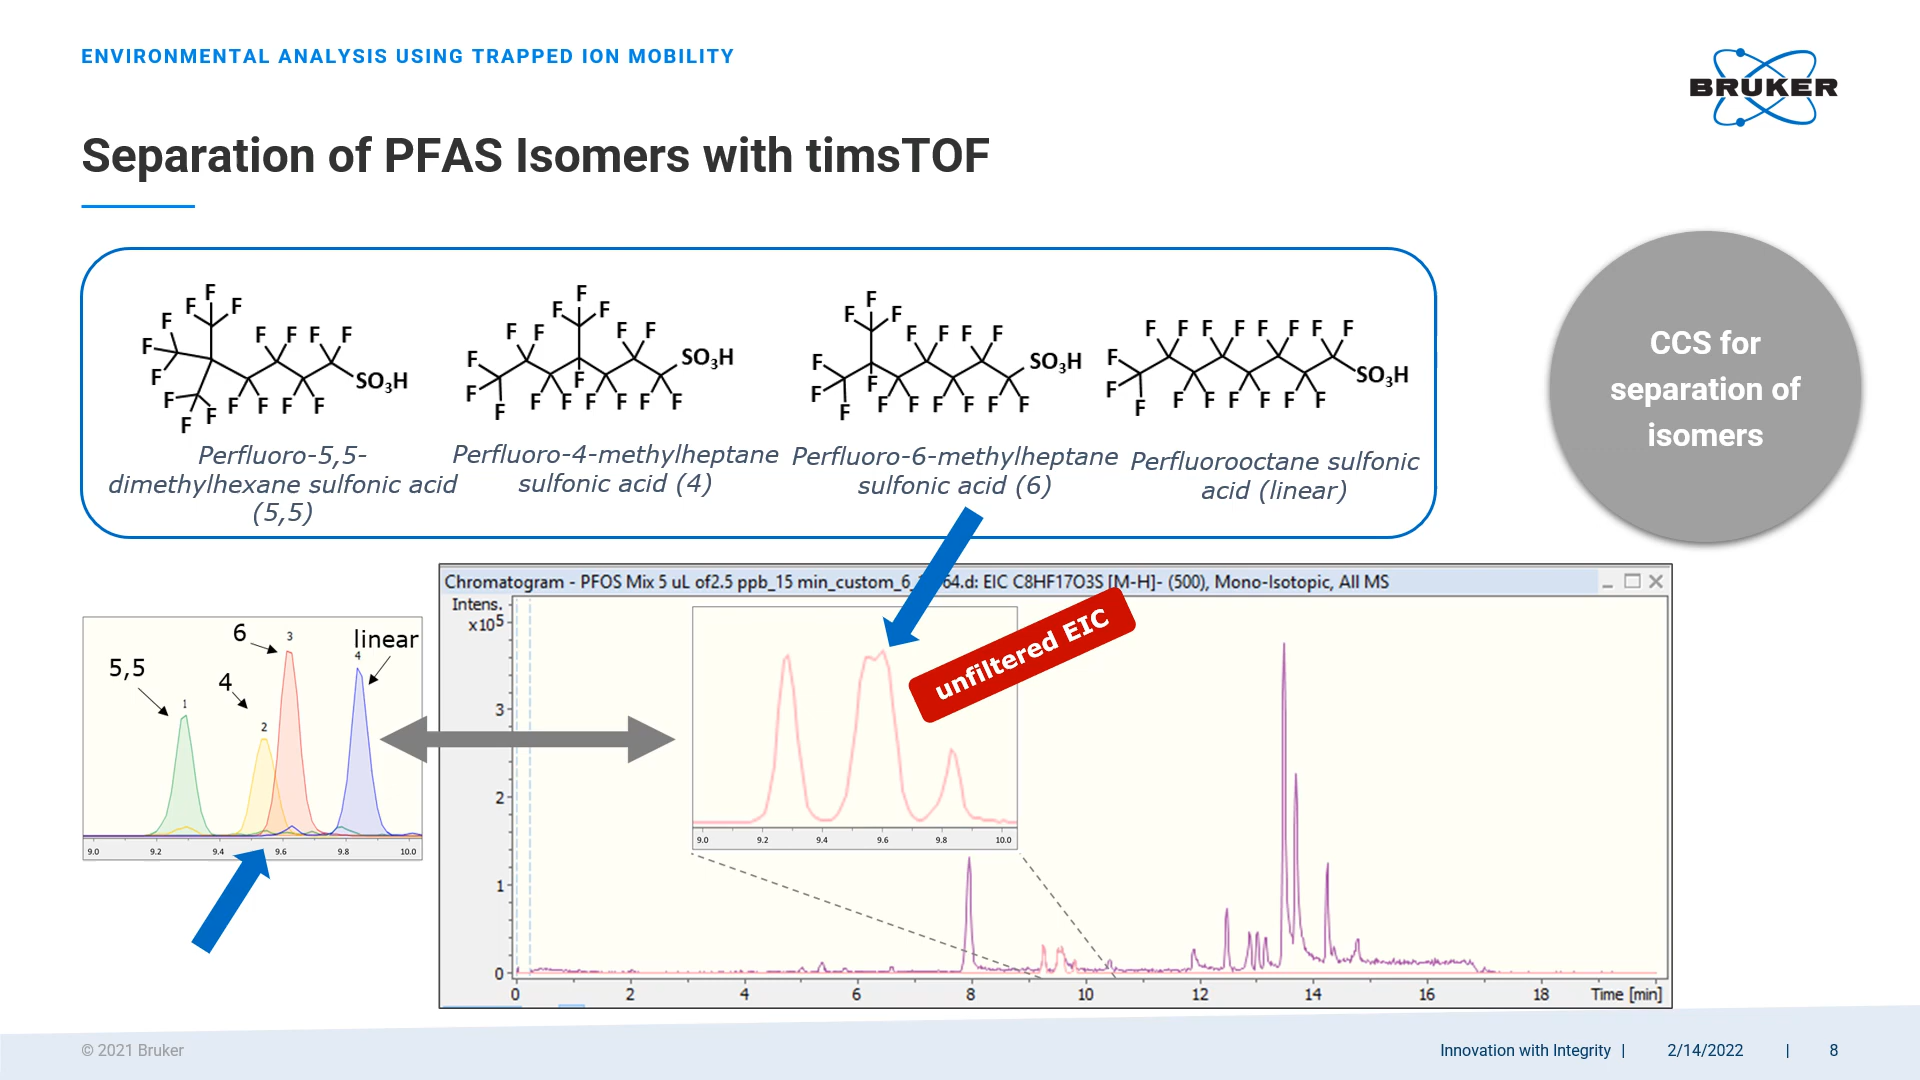 ENVIRONMENTAL ANALYSIS USING TRAPPED ION MOBILITY
BRUKER
Separation of PFAS Isomers with timsTOF
F F F F F F F F F F F F F F F F F SO3H
F F F F F F F F F F F F F F F F F SO3H
F F F F F F F F F F F F F F F F F SO3H
F F F F F F F F F F F F F F F F F SO3H
Perfluoro-5,5-
dimethylhexane sulfonic acid
(5,5)
Perfluoro-4-methylheptane
sulfonic acid (4)
Perfluoro-6-methylheptane
sulfonic acid (6)
Perfluorooctane sulfonic
acid (linear)
CCS for
separation of
isomers
5,5
4
6
linear
1
2
3
4
9.0 9.2 9.4 9.6 9.8 10.0
Chromatogram - PFOS Mix 5 uL of2.5 ppb_15 min_custom_6_ 64.d: EIC C8HF17O3S [M-H]- (500), Mono-Isotopic, All MS
Intens.
x105
3
2
1
0
unfiltered EIC
9.0 9.2 9.4 9.6 9.8 10.0
0 2 4 6 8 10 12 14 16 18 Time [min]
© 2021 Bruker
Innovation with Integrity | 2/14/2022 | 8